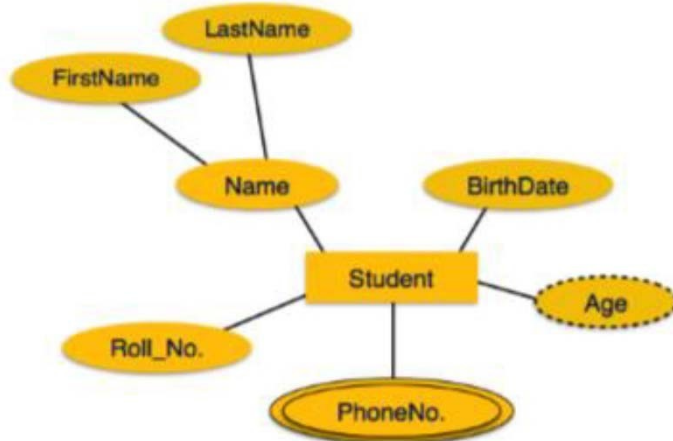 LastName
FirstName
Name
BirthDate
Student
Age
Roll_No.
PhoneNo.